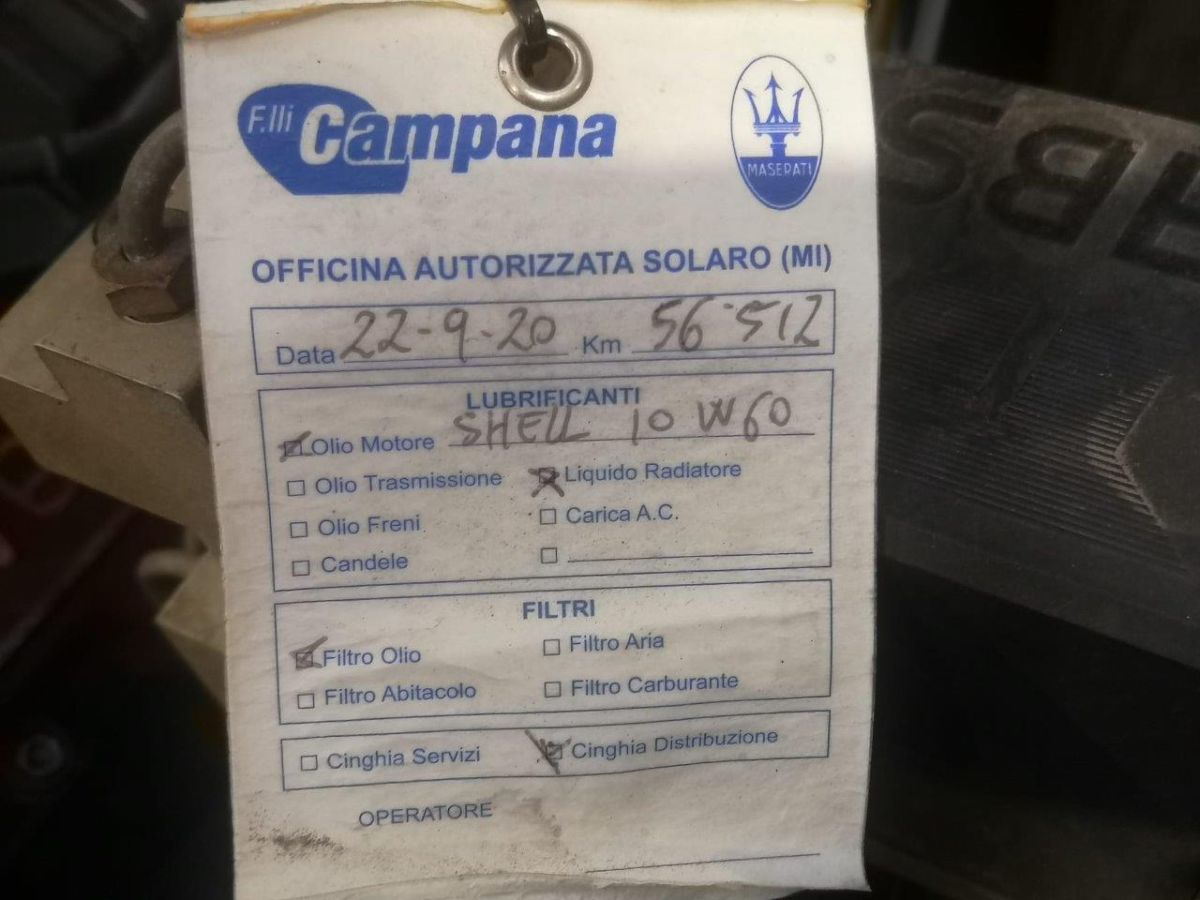 F.lli Campana
MASERATI
OFFICINA AUTORIZZATA SOLARO (MI)
Data 22-9-20 Km 56-512
LUBRIFICANTI
Olio Motore SHELL 10 W60
Olio Trasmissione Liquido Radiatore
Olio Freni Carica A.C.
Candele
FILTRI
Filtro Olio Filtro Aria
Filtro Abitacolo Filtro Carburante
Cinghia Servizi Cinghia Distribuzione
OPERATORE